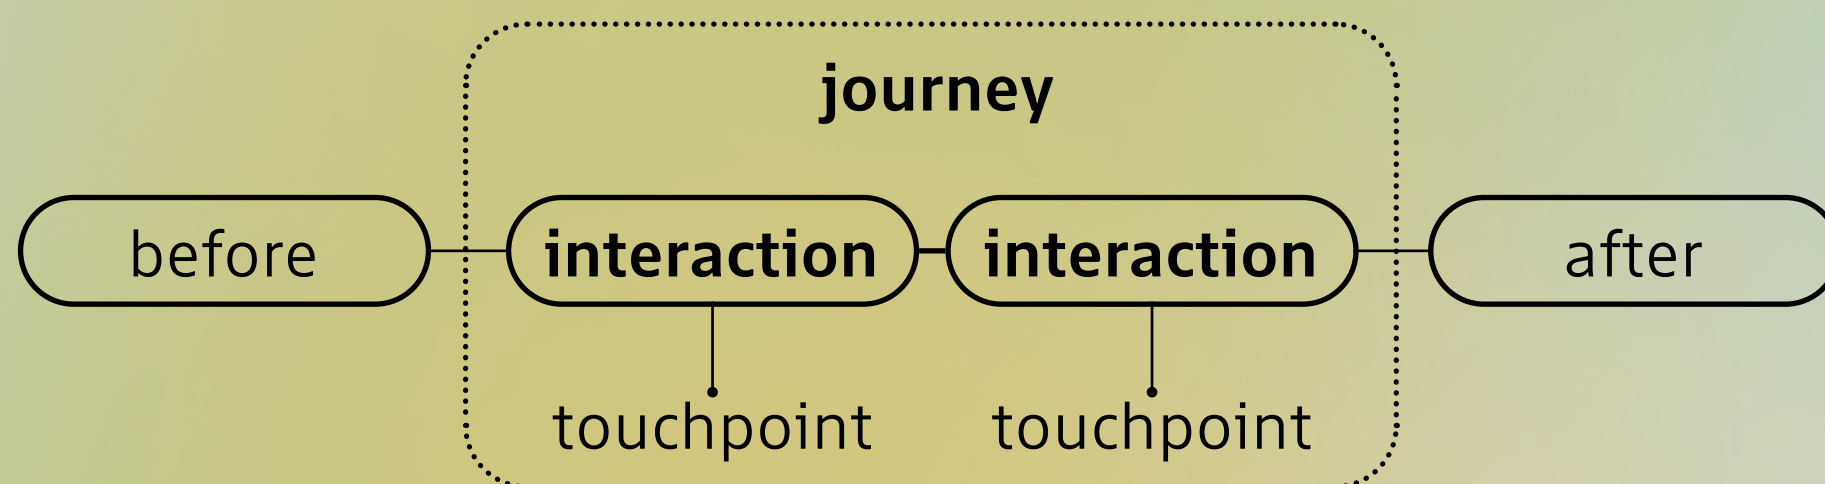 journey
before interaction interaction after
touchpoint touchpoint